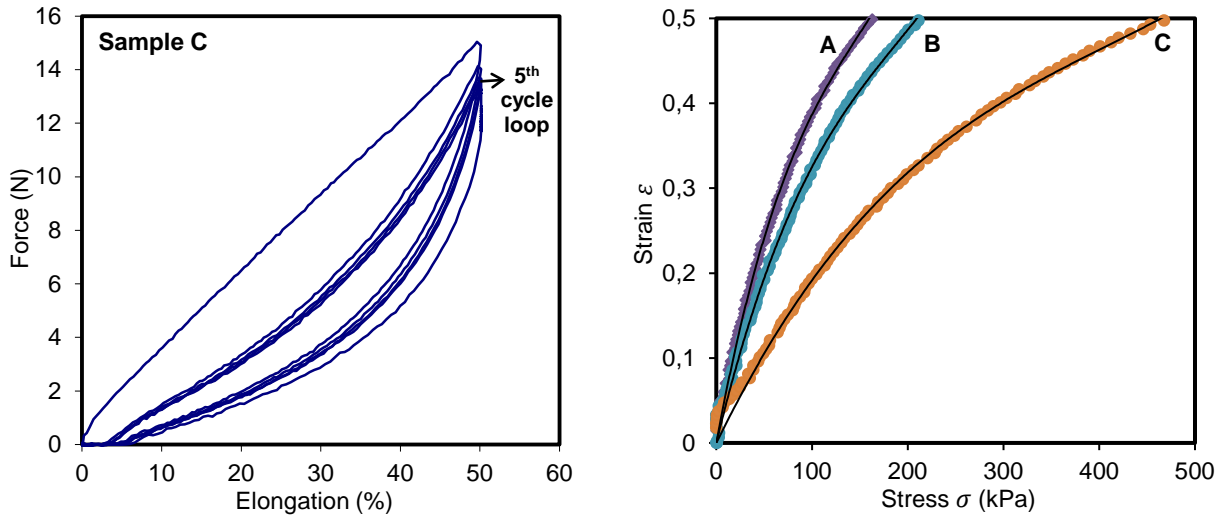 16
14
12
10
8
6
4
2
0
Force (N)
Sample C
5th
cycle
loop
0
10
20
30
40
50
60
Elongation (%)
0,5
0,4
0,3
0,2
0,1
0
Strain ε
A
B
C
0
100
200
300
400
500
Stress σ (kPa)